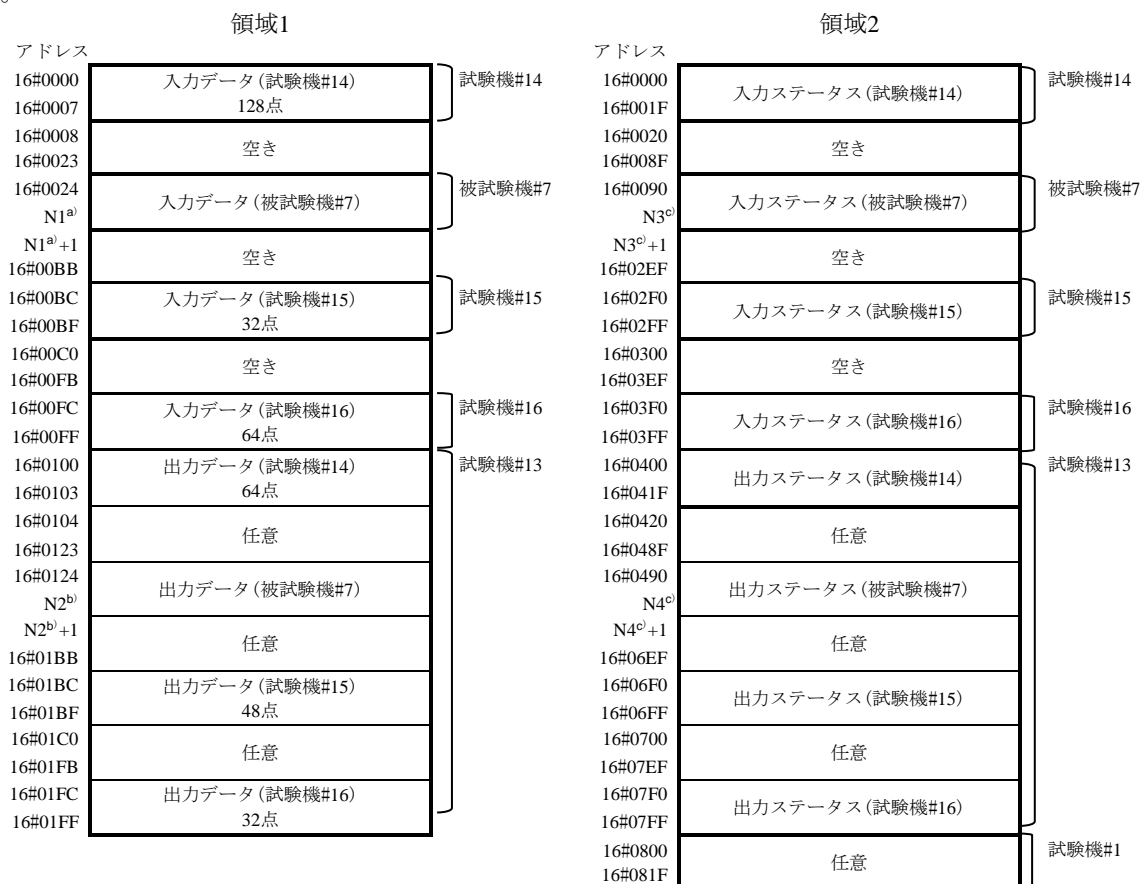 。
領域1
アドレス
16#0000
入力データ(試験機#14)
試験機#14
16#0007
128点
16#0008
空き
16#0023
16#0024
入力データ(被試験機#7)
被試験機#7
N1a)
N1a)+1
空き
16#00BB
16#00BC
入力データ(試験機#15)
試験機#15
16#00BF
32点
16#00C0
空き
16#00FB
16#00FC
入力データ(試験機#16)
試験機#16
16#00FF
64点
16#0100
出力データ(試験機#14)
試験機#13
16#0103
64点
16#0104
任意
16#0123
16#0124
出力データ(被試験機#7)
N2b)
N2b)+1
任意
16#01BB
16#01BC
出力データ(試験機#15)
16#01BF
48点
16#01C0
任意
16#01FB
16#01FC
出力データ(試験機#16)
16#01FF
32点
領域2
アドレス
16#0000
入力ステータス(試験機#14)
試験機#14
16#001F
16#0020
空き
16#008F
16#0090
入力ステータス(被試験機#7)
被試験機#7
N3c)
N3c)+1
空き
16#02EF
16#02F0
入力ステータス(試験機#15)
試験機#15
16#02FF
16#0300
空き
16#03EF
16#03F0
入力ステータス(試験機#16)
試験機#16
16#03FF
16#0400
出力ステータス(試験機#14)
試験機#13
16#041F
16#0420
任意
16#048F
16#0490
出力ステータス(被試験機#7)
N4c)
N4c)+1
任意
16#06EF
16#06F0
出力ステータス(試験機#15)
16#06FF
16#0700
任意
16#07EF
16#07F0
出力ステータス(試験機#16)
16#07FF
16#0800
任意
試験機#1
16#081F